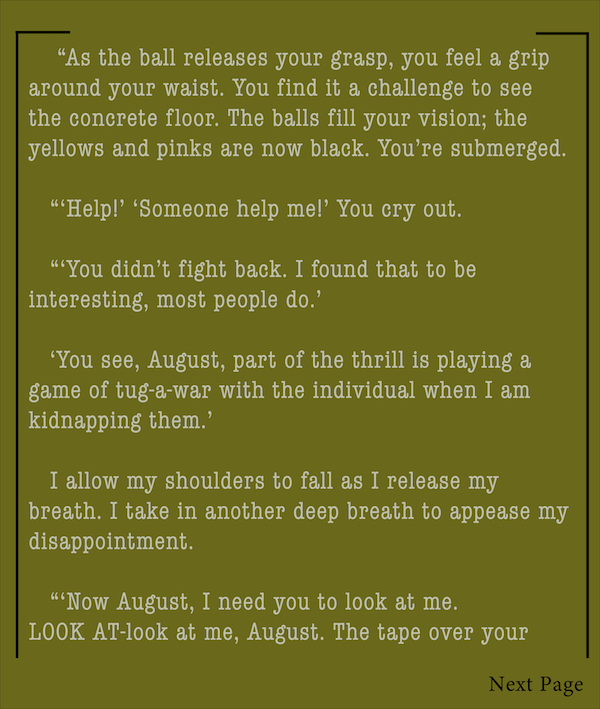 “As the ball releases your grasp, you feel a grip
around your waist. You find it a challenge to see
the concrete floor. The balls fill your vision; the
yellows and pinks are now black. You’re submerged.
“‘Help!’ ‘Someone help me!’ You cry out.
“‘You didn’t fight back. I found that to be
interesting, most people do.’
‘You see, August, part of the thrill is playing a
game of tug-a-war with the individual when I am
kidnapping them.’
I allow my shoulders to fall as I release my
breath. I take in another deep breath to appease my
disappointment.
“‘Now August, I need you to look at me.
LOOK AT-look at me, August. The tape over your
Next Page